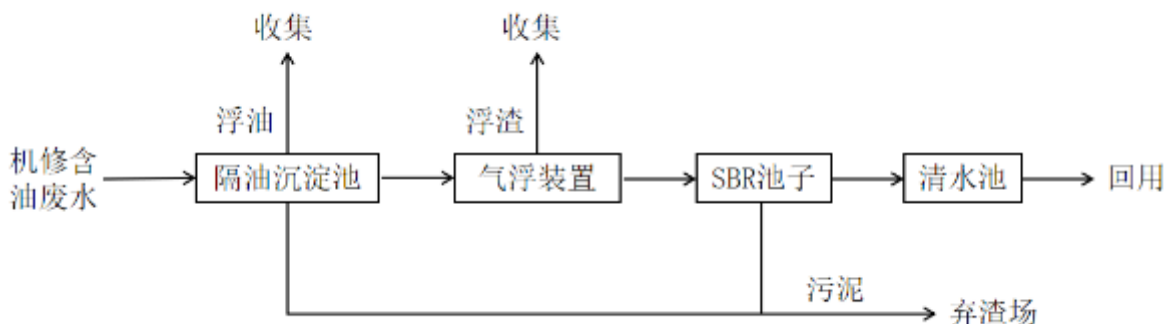 收集
收集
浮油
浮渣
机修含
油废水
隔油沉淀池
气浮装置
SBR池子
清水池
回用
污泥
弃渣场